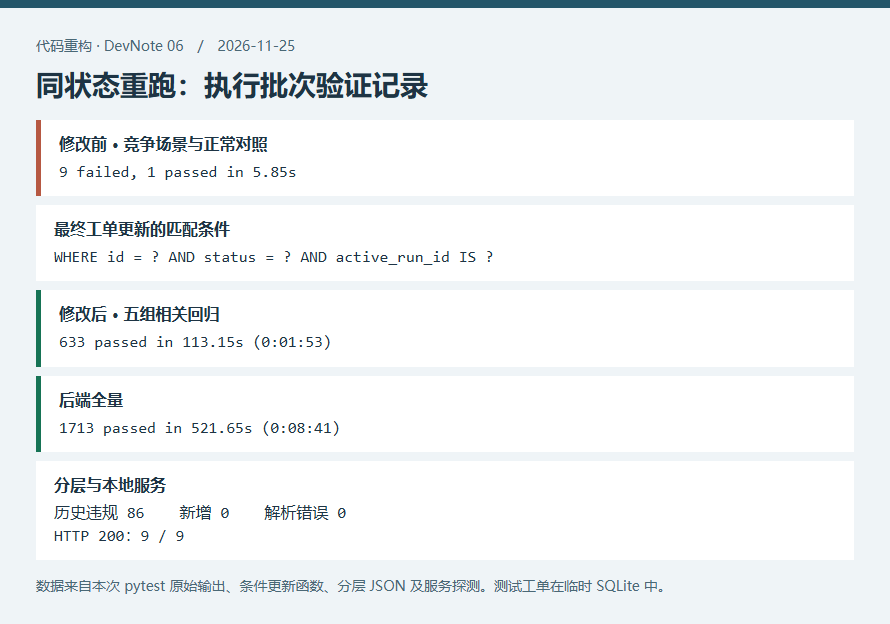 代码重构 · DevNote 06 / 2026-11-25
同状态重跑：执行批次验证记录
修改前 • 竞争场景与正常对照
9 failed, 1 passed in 5.85s
最终工单更新的匹配条件
WHERE id = ? AND status = ? AND active_run_id IS ?
修改后 • 五组相关回归
633 passed in 113.15s (0:01:53)
后端全量
1713 passed in 521.65s (0:08:41)
分层与本地服务
历史违规 86 新增 0 解析错误 0
HTTP 200：9 / 9
数据来自本次 pytest 原始输出、条件更新函数、分层 JSON 及服务探测。测试工单在临时 SQLite 中。